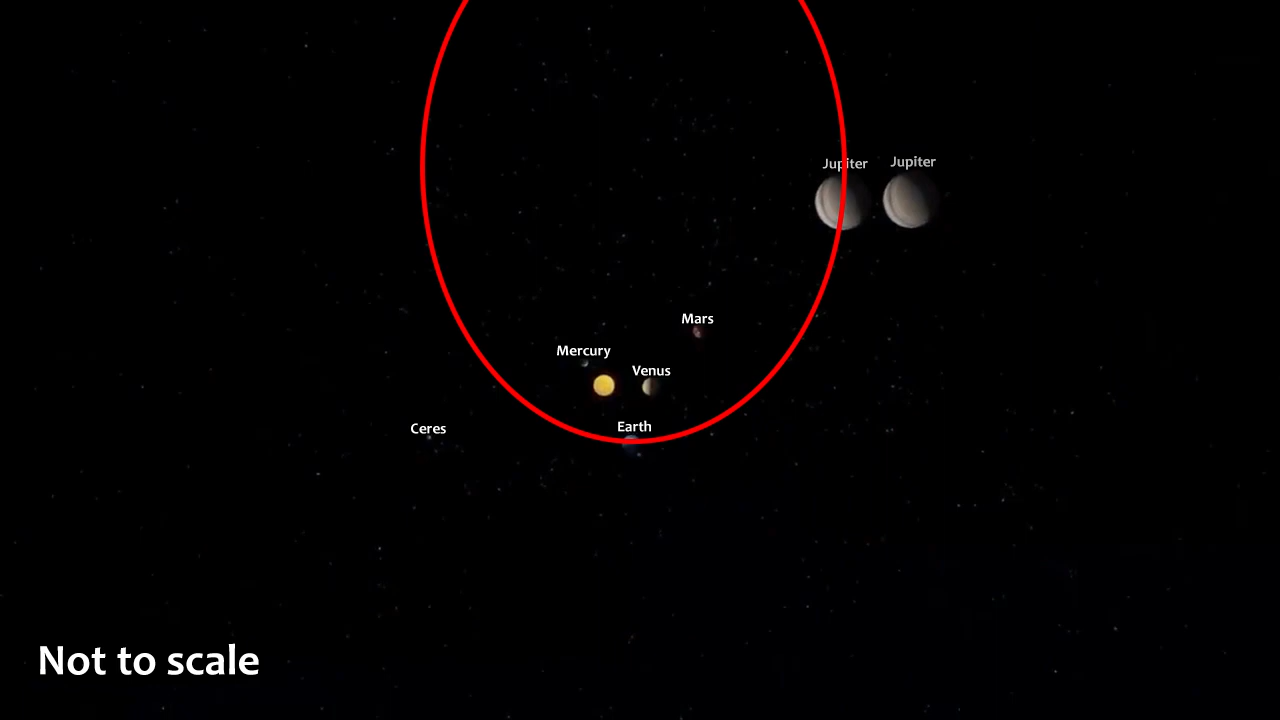 Jupiter
Jupiter
Mars
Mercury
Venus
Earth
Ceres
Not to scale